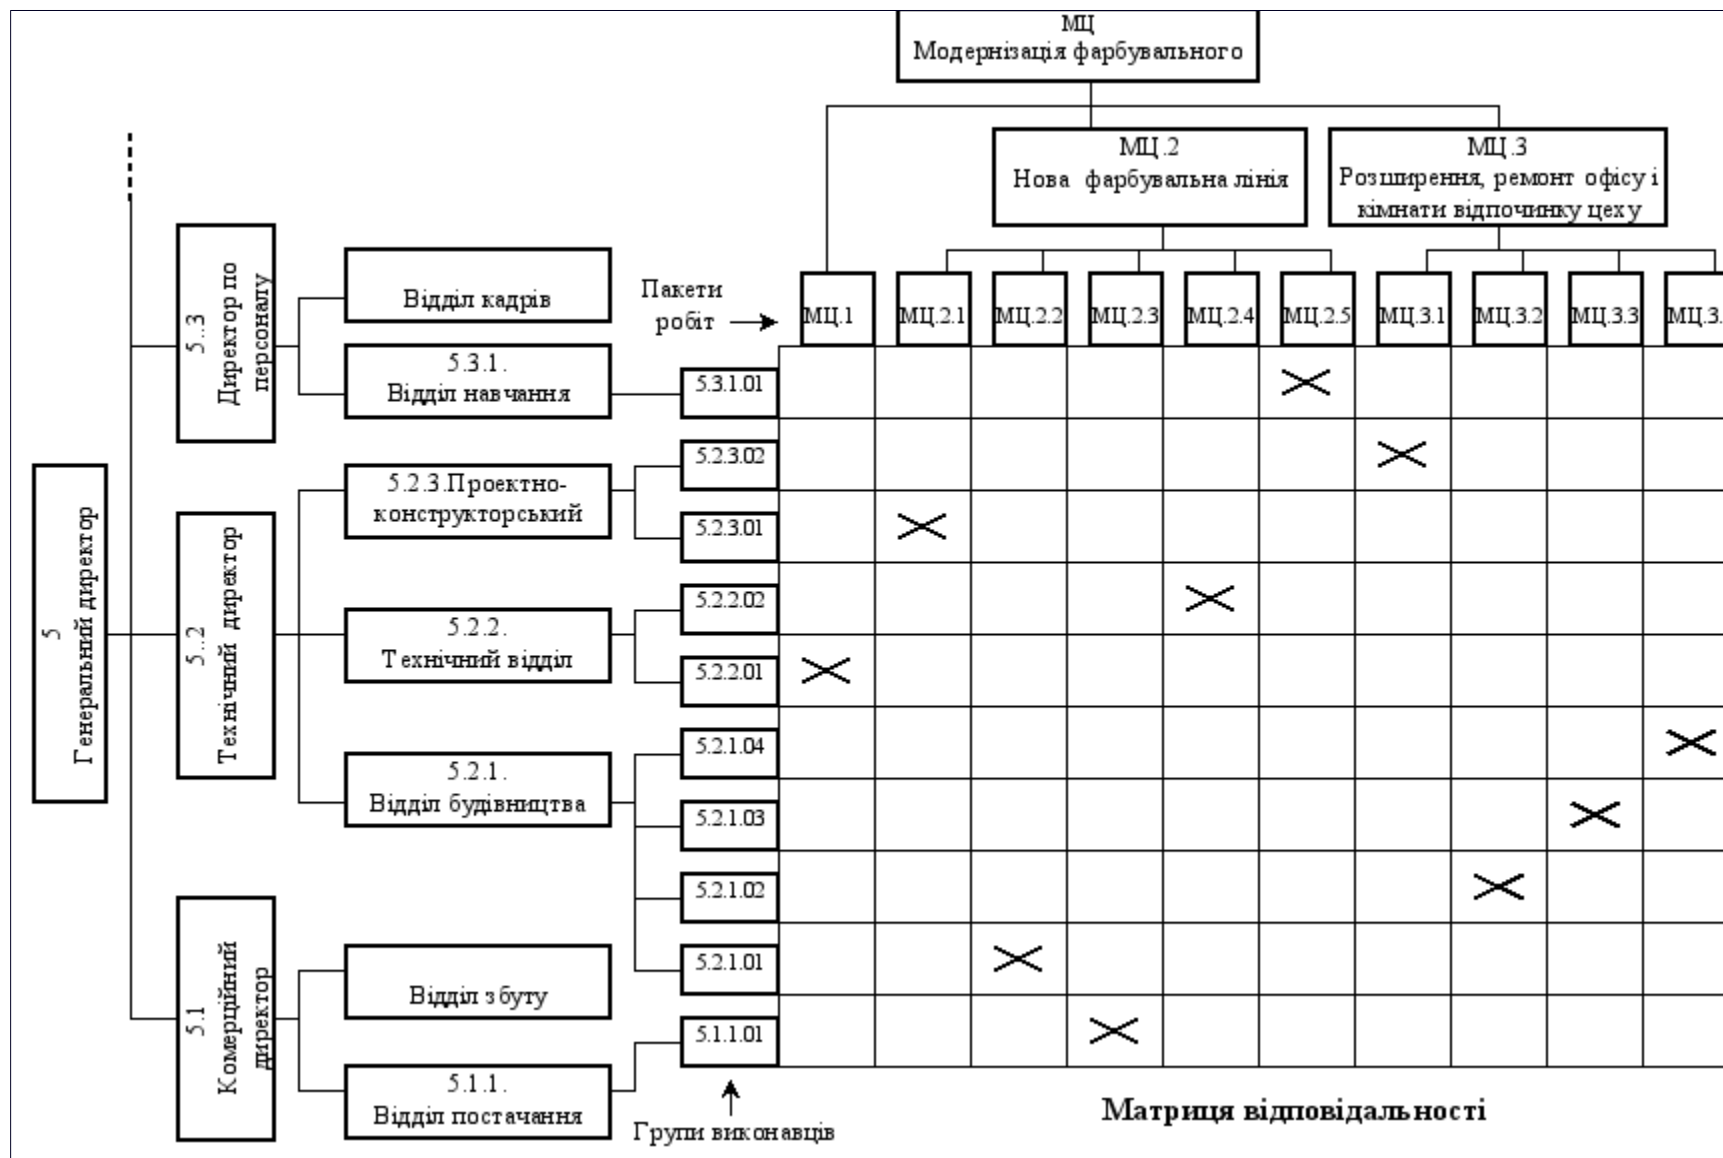 МЦ
Модернізація фарбувального
МЦ.2
Нова фарбувальна лінія
МЦ.3
Розширення, ремонт офісу і
кімнати відпочинку цеху
Пакети
робіт
МЦ.1
МЦ.2.1
МЦ.2.2
МЦ.2.3
МЦ.2.4
МЦ.2.5
МЦ.3.1
МЦ.3.2
МЦ.3.3
МЦ.3.
5
Генеральний директор
5.3
Директор по
персоналу
Відділ кадрів
5.3.1.
Відділ навчання
5.3.1.01
5.2
Технічний директор
5.2.3.Проектно-
конструкторський
5.2.3.02
5.2.3.01
5.2.2.
Технічний відділ
5.2.2.02
5.2.2.01
5.2.1.
Відділ будівництва
5.2.1.04
5.2.1.03
5.2.1.02
5.2.1.01
5.1
Комерційний
директор
Відділ збуту
5.1.1.
Відділ постачання
5.1.1.01
Групи виконавців
Матриця відповідальності